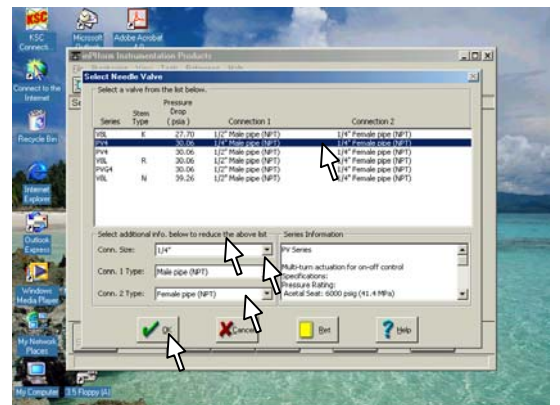 KSC
KSC
Connecti...
Microsoft
Outlook
Adobe Acrobat
4.0
Connect to the
Internet
Recycle Bin
Internet
Explorer
Outlook
Express
Windows
Media Player
My Network
Places
My Computer
3.5 Floppy (A)
inPHorm Instrumentation Products
Select Needle Valve
Select a valve from the list below.
Series Stem Type Pressure Drop ( psia ) Connection 1 Connection 2
V8L K 27.70 1/2" Male pipe (NPT) 1/4" Female pipe (NPT)
PV4 30.06 1/4" Male pipe (NPT) 1/4" Female pipe (NPT)
PV4 30.06 1/2" Male pipe (NPT) 1/4" Female pipe (NPT)
V8L R 30.06 1/2" Male pipe (NPT) 1/4" Female pipe (NPT)
PVG4 30.06 1/2" Male pipe (NPT) 1/4" Female pipe (NPT)
V8L N 39.26 1/2" Male pipe (NPT) 1/4" Female pipe (NPT)
Select additional info. below to reduce the above list
Conn. Size: 1/4"
Conn. 1 Type: Male pipe (NPT)
Conn. 2 Type: Female pipe (NPT)
Series Information
PV Series
Multi-turn actuation for on-off control
Specifications:
Pressure Rating:
Acetal Seat: 6000 psig (41.4 MPa)
OK
Cancel
Help